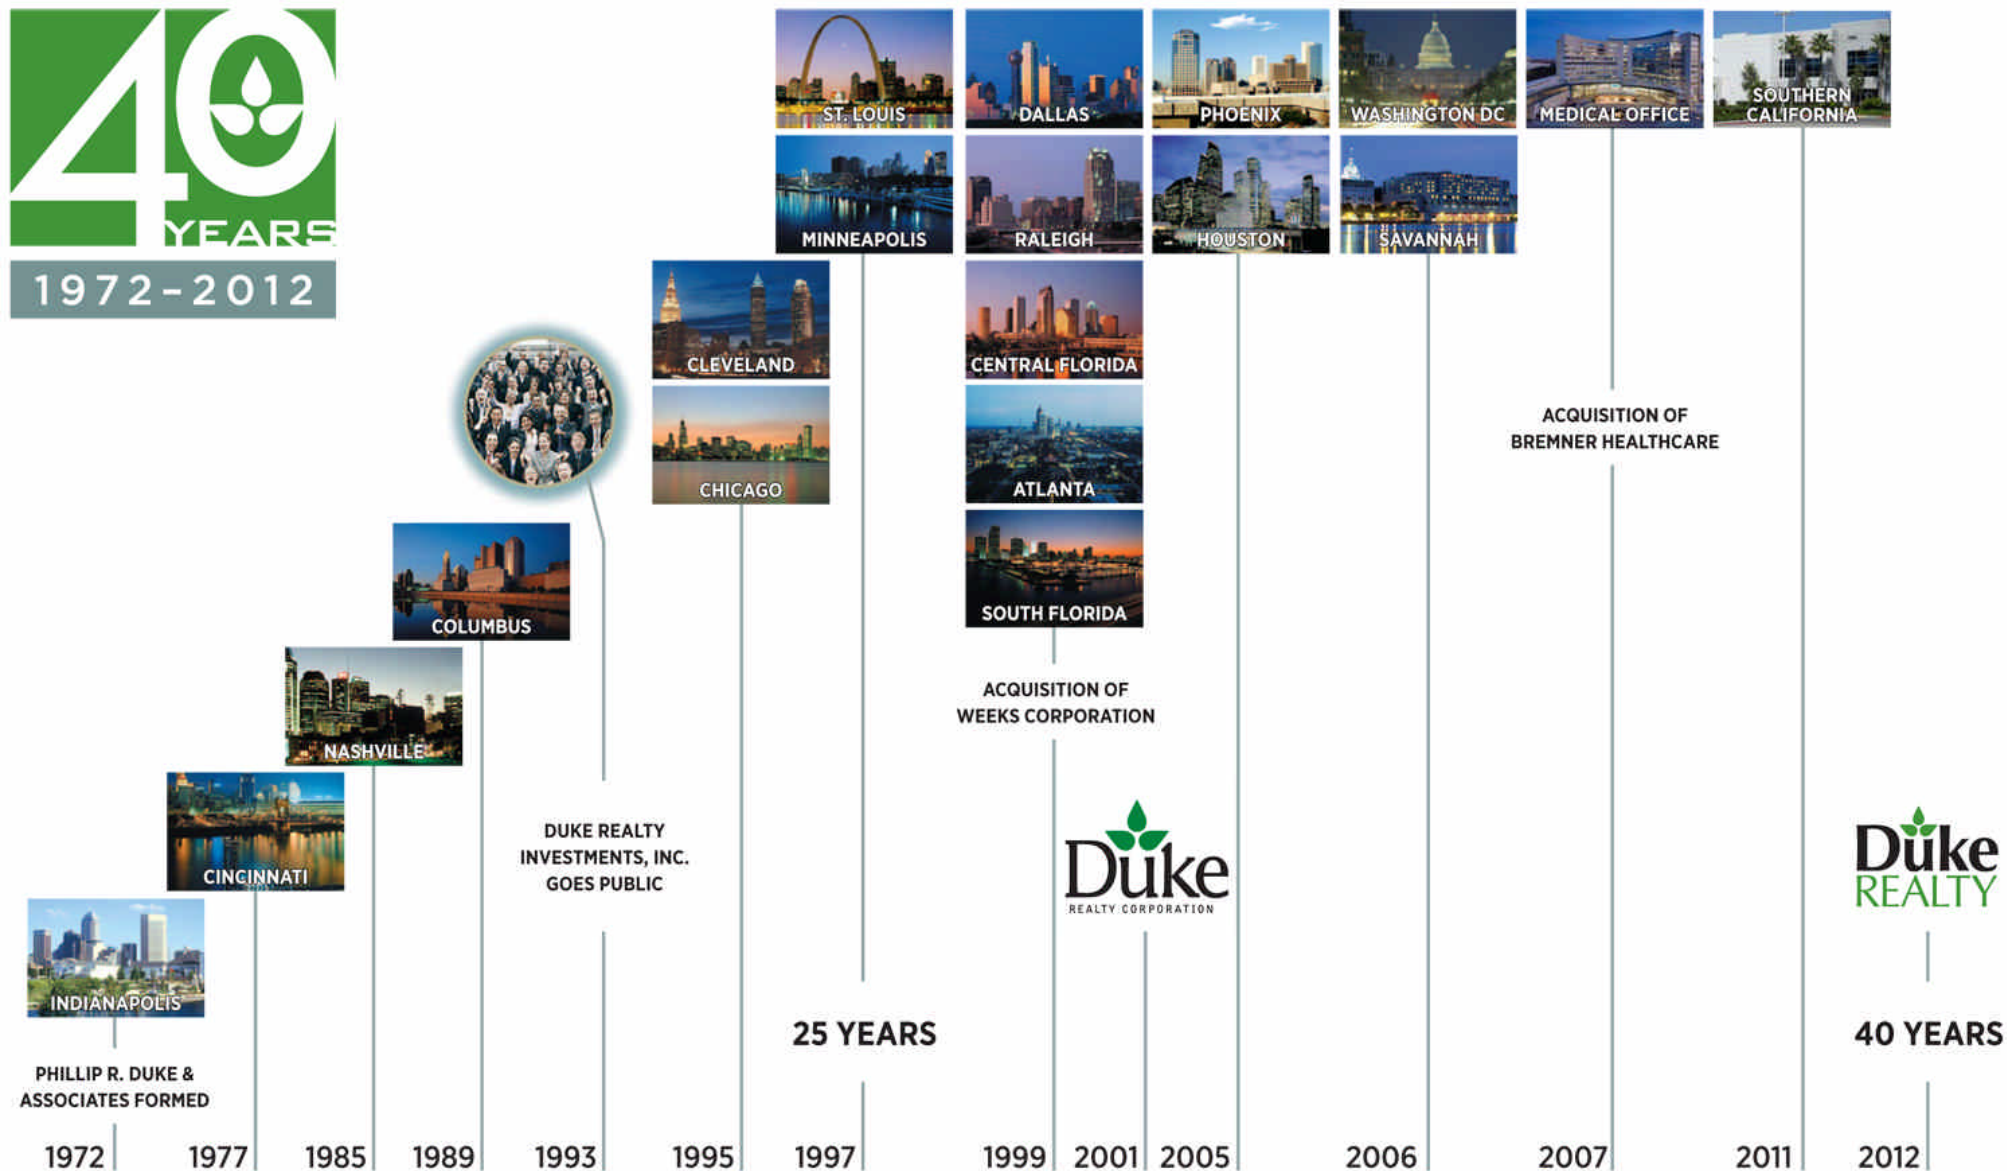 40
YEARS
1972-2012
ST. LOUIS
MINNEAPOLIS
DALLAS
RALEIGH
CENTRAL FLORIDA
ATLANTA
SOUTH FLORIDA
PHOENIX
HOUSTON
WASHINGTON DC
SAVANNAH
MEDICAL OFFICE
SOUTHERN
CALIFORNIA
CLEVELAND
CHICAGO
COLUMBUS
NASHVILLE
CINCINNATI
INDIANAPOLIS
PHILLIP R. DUKE &
ASSOCIATES FORMED
DUKE REALTY
INVESTMENTS, INC.
GOES PUBLIC
25 YEARS
ACQUISITION OF
WEEKS CORPORATION
Duke
REALTY CORPORATION
ACQUISITION OF
BREMNER HEALTHCARE
Duke
REALTY
40 YEARS
1972
1977
1985
1989
1993
1995
1997
1999
2001
2005
2006
2007
2011
2012